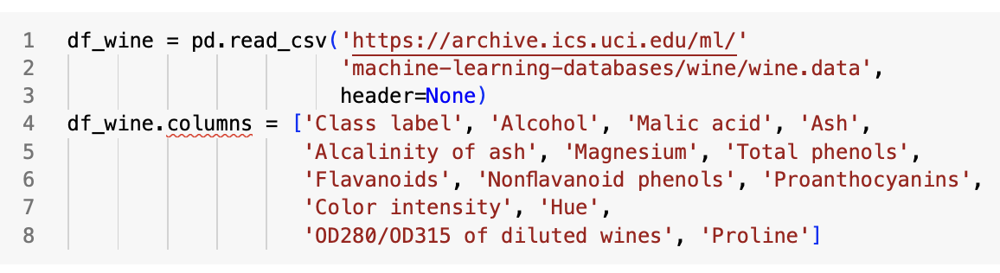 1 df_wine = pd.read_csv('https://archive.ics.uci.edu/ml/'
2 'machine-learning-databases/wine/wine.data',
3 header=None)
4 df_wine.columns = ['Class label', 'Alcohol', 'Malic acid', 'Ash',
5 'Alcalinity of ash', 'Magnesium', 'Total phenols',
6 'Flavanoids', 'Nonflavanoid phenols', 'Proanthocyanins',
7 'Color intensity', 'Hue',
8 'OD280/OD315 of diluted wines', 'Proline']